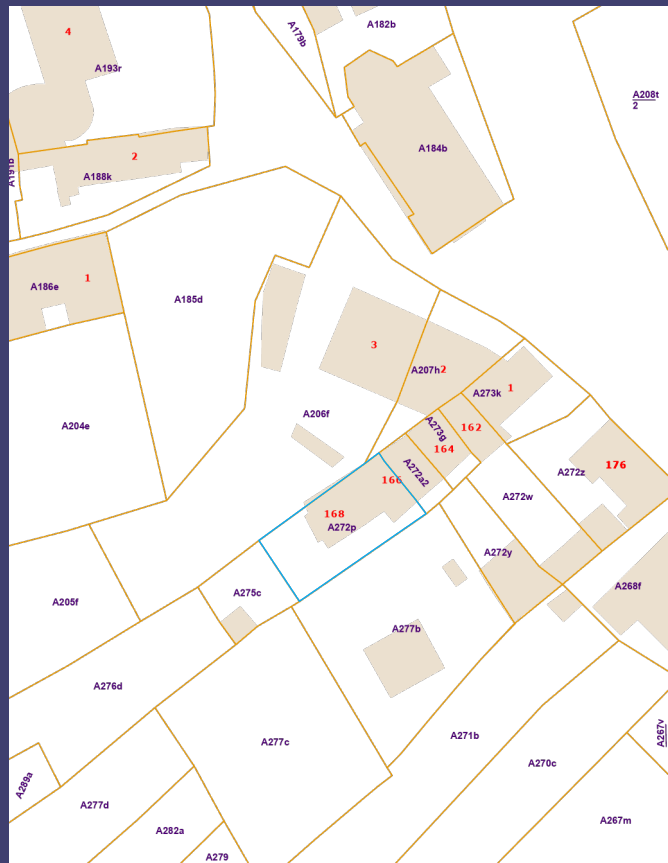 A182b
4
A179b
A193r
A208t
2
A184b
2
A191b
A188k
1
A186e
A185d
3
A207h
2
1
A273k
A206f
A204e
A273g
162
164
176
A272z
A272a2
166
A272w
168
A272p
A272y
A268f
A275c
A205f
A277b
A276d
A267v
A271b
A277c
A270c
A289a
A277d
A267m
A282a
A279